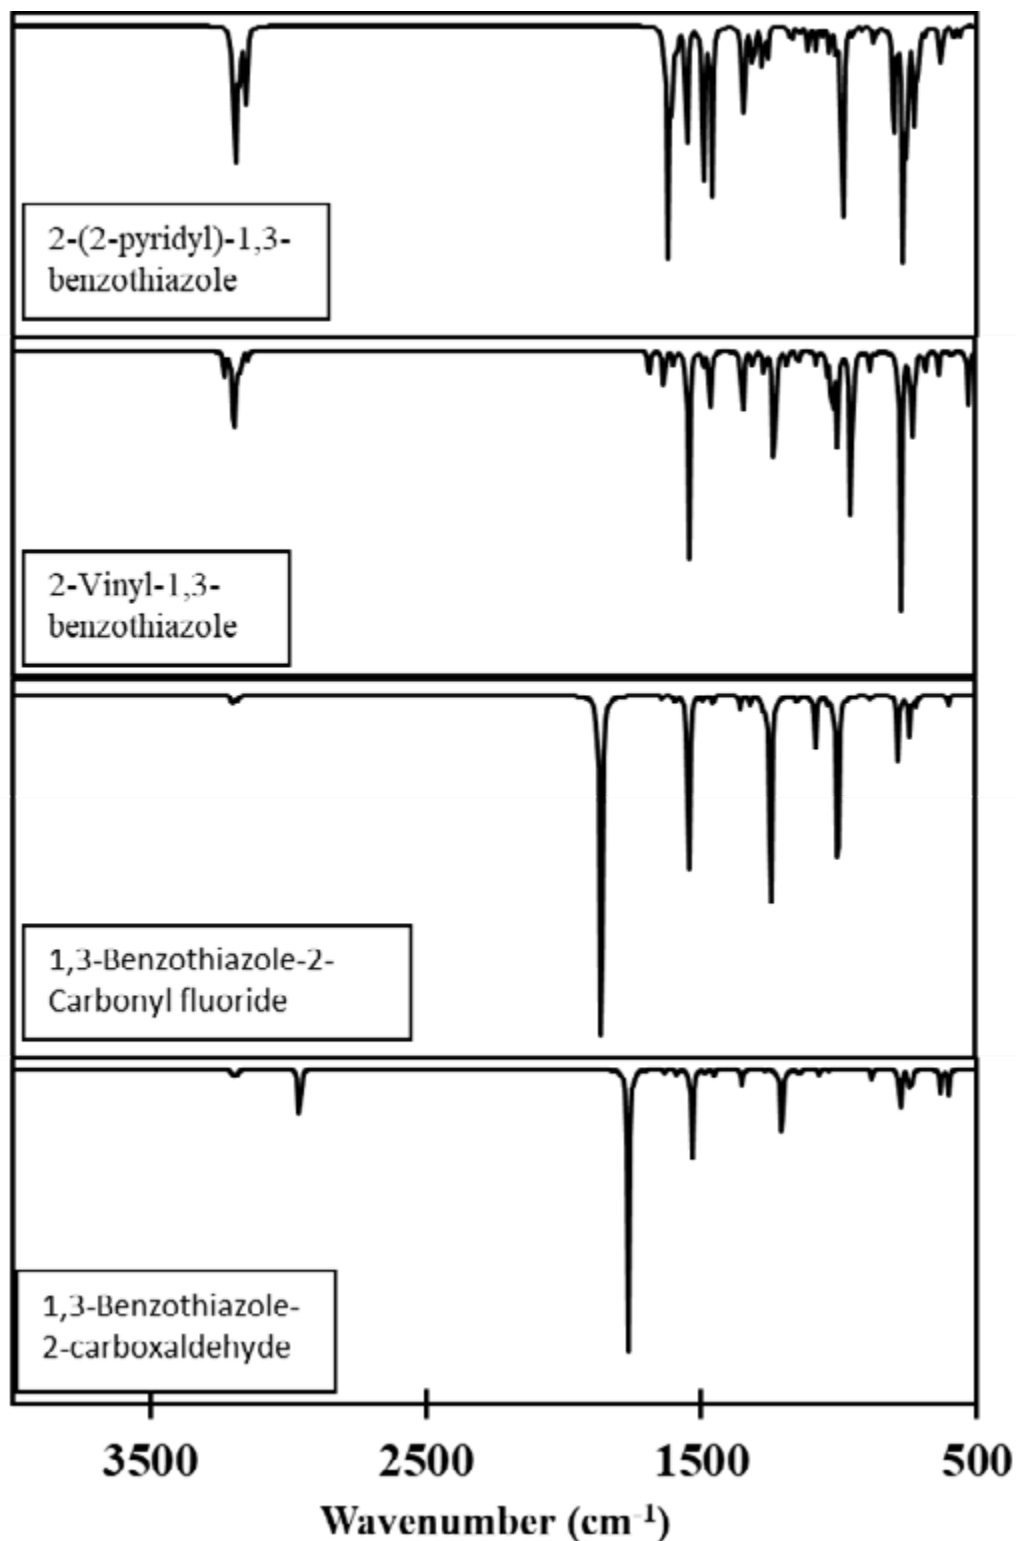 2-(2-pyridyl)-1,3-
benzothiazole
2-Vinyl-1,3-
benzothiazole
1,3-Benzothiazole-2-
Carbonyl fluoride
1,3-Benzothiazole-
2-carboxaldehyde
3500 2500 1500 500
Wavenumber (cm⁻¹)